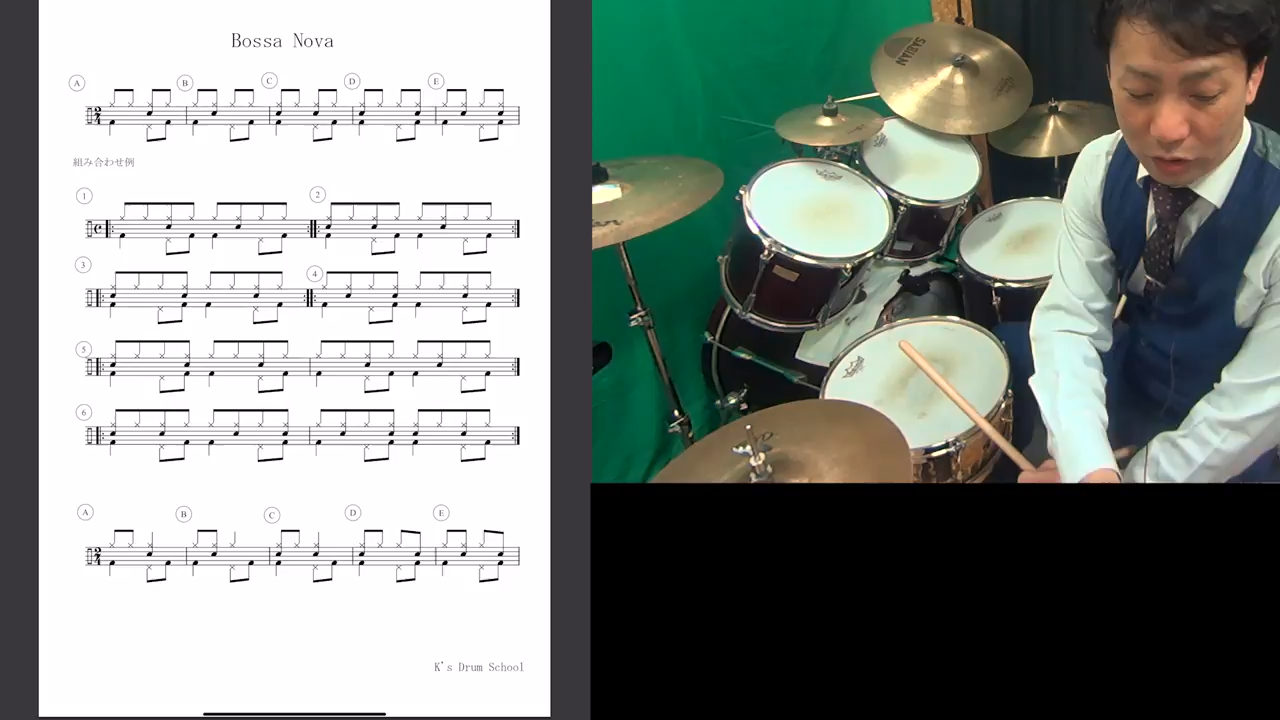 Bossa Nova
A B C D E
組み合わせ例
1 2
3 4
5
6
A B C D E
K's Drum School
SABIAN